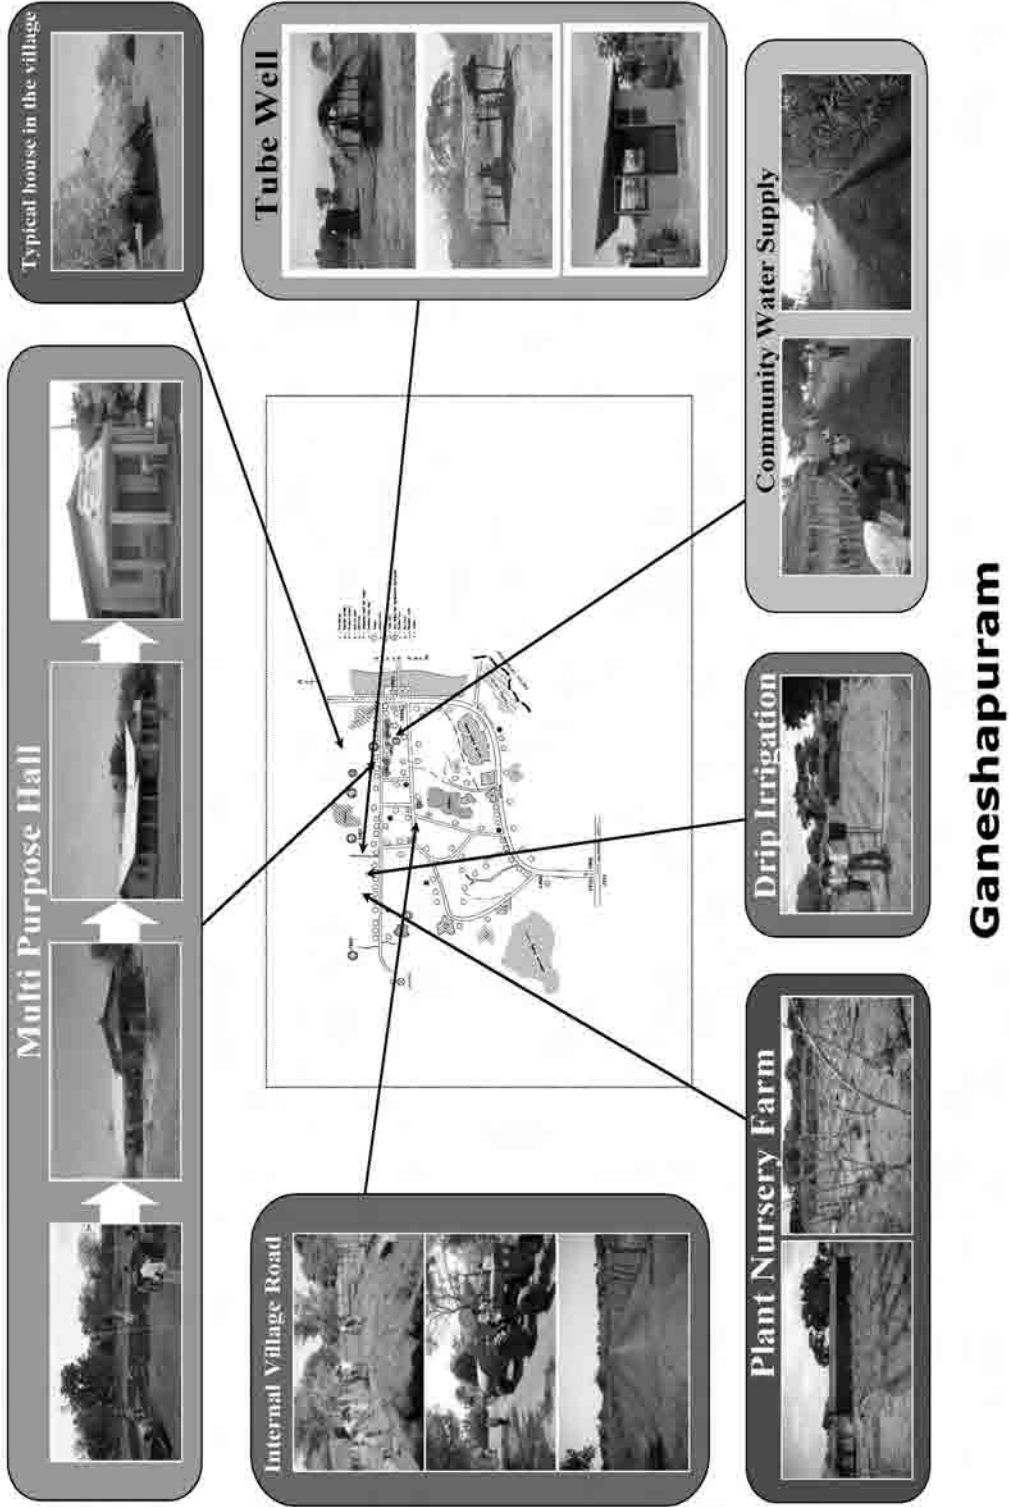 Multi Purpose Hall
Typical house in the village
Internal Village Road
Tube Well
Plant Nursery Farm
Drip Irrigation
Community Water Supply
Ganeshapuram